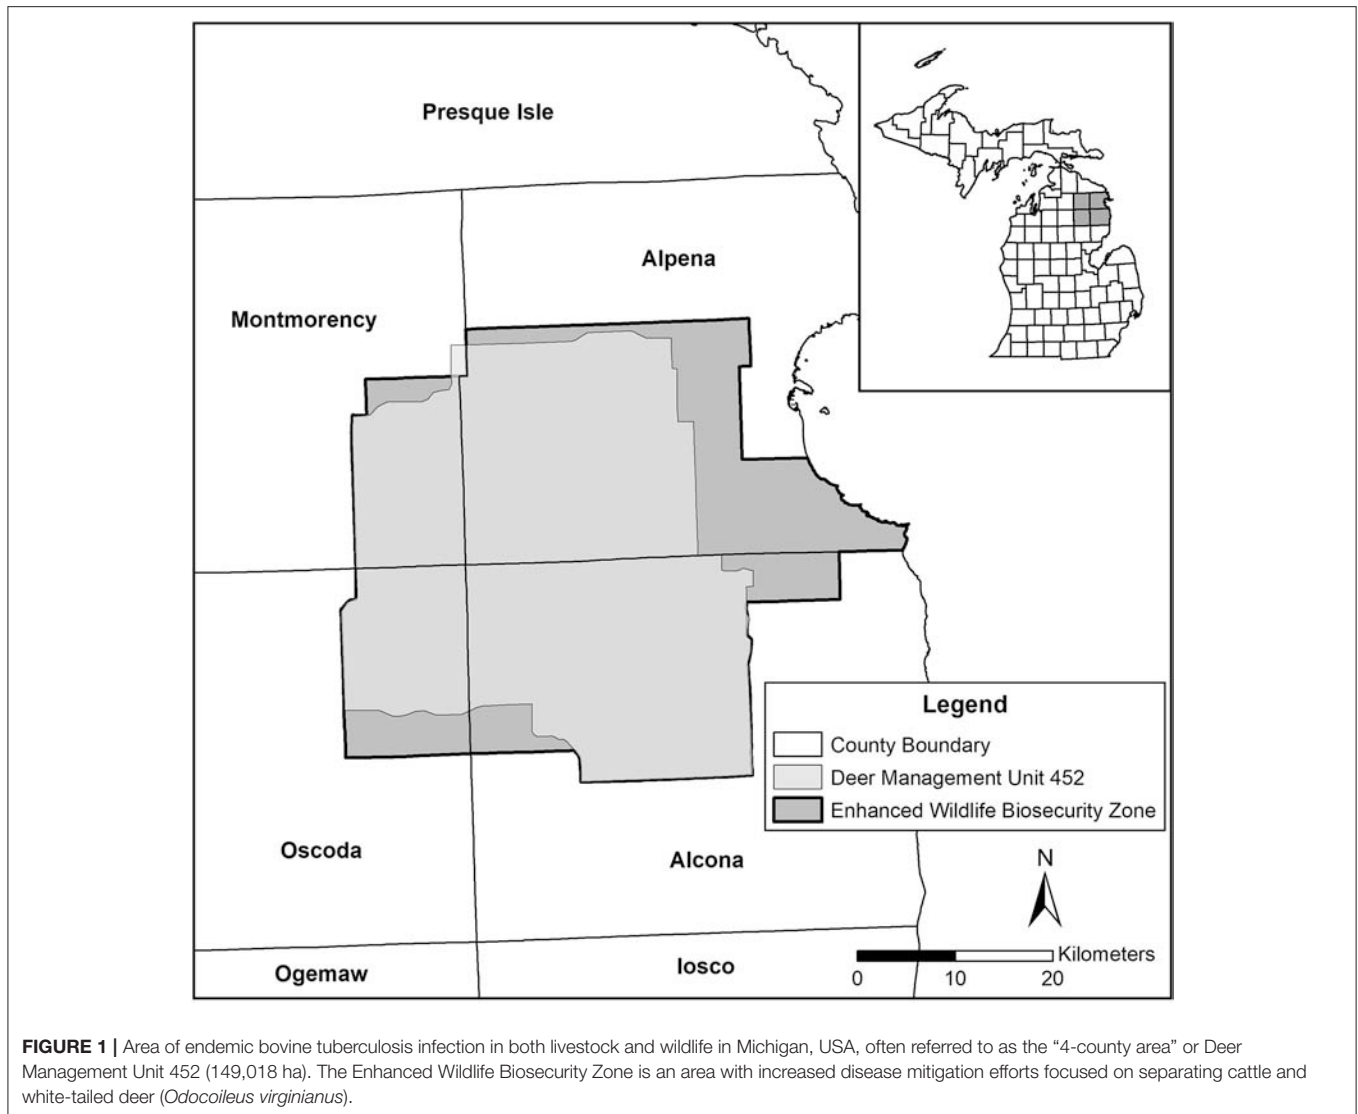 Presque Isle
Alpena
Montmorency
Legend
County Boundary
Deer Management Unit 452
Enhanced Wildlife Biosecurity Zone
Oscoda
Alcona
N
Kilometers
0 10 20
Ogemaw
Iosco
FIGURE 1 | Area of endemic bovine tuberculosis infection in both livestock and wildlife in Michigan, USA, often referred to as the “4-county area” or Deer
Management Unit 452 (149,018 ha). The Enhanced Wildlife Biosecurity Zone is an area with increased disease mitigation efforts focused on separating cattle and
white-tailed deer (Odocoileus virginianus).